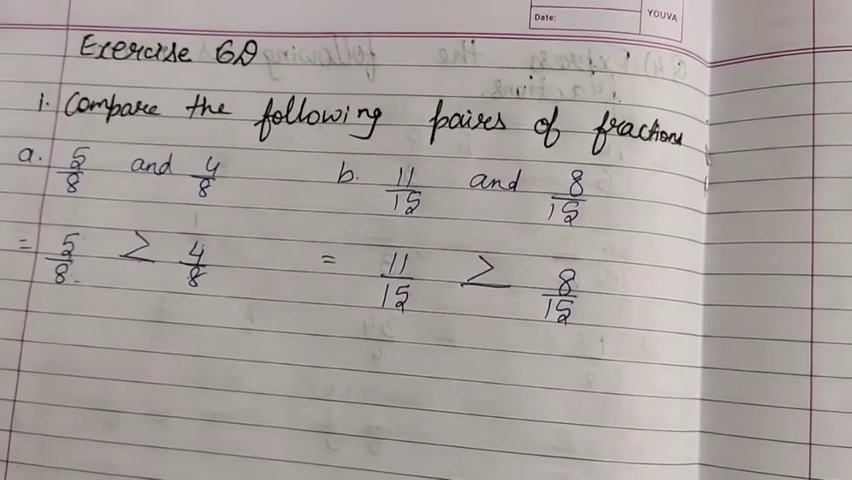 Date:
YOUVA
Exercise 6D
1. Compare the following pairs of fractions
a. 5/8 and 4/8 b. 11/15 and 8/15
= 5/8 > 4/8 = 11/15 > 8/15